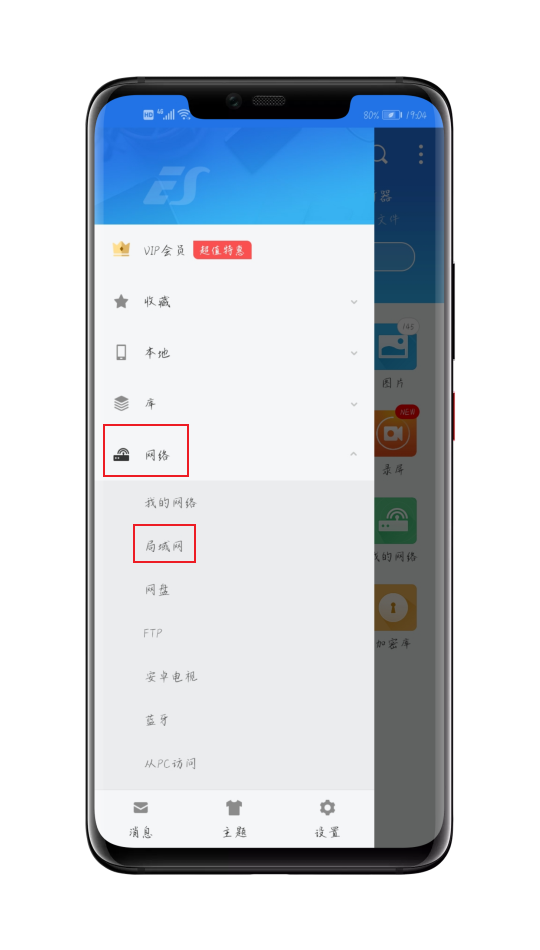 HD 4G 80% 19:04
ES
VIP会员 超值特惠
收藏
本地
库
网络
我的网络
局域网
网盘
FTP
安卓电视
蓝牙
从PC访问
消息 主题 设置
器
文件
图片
NEW
录屏
我的网络
加密库